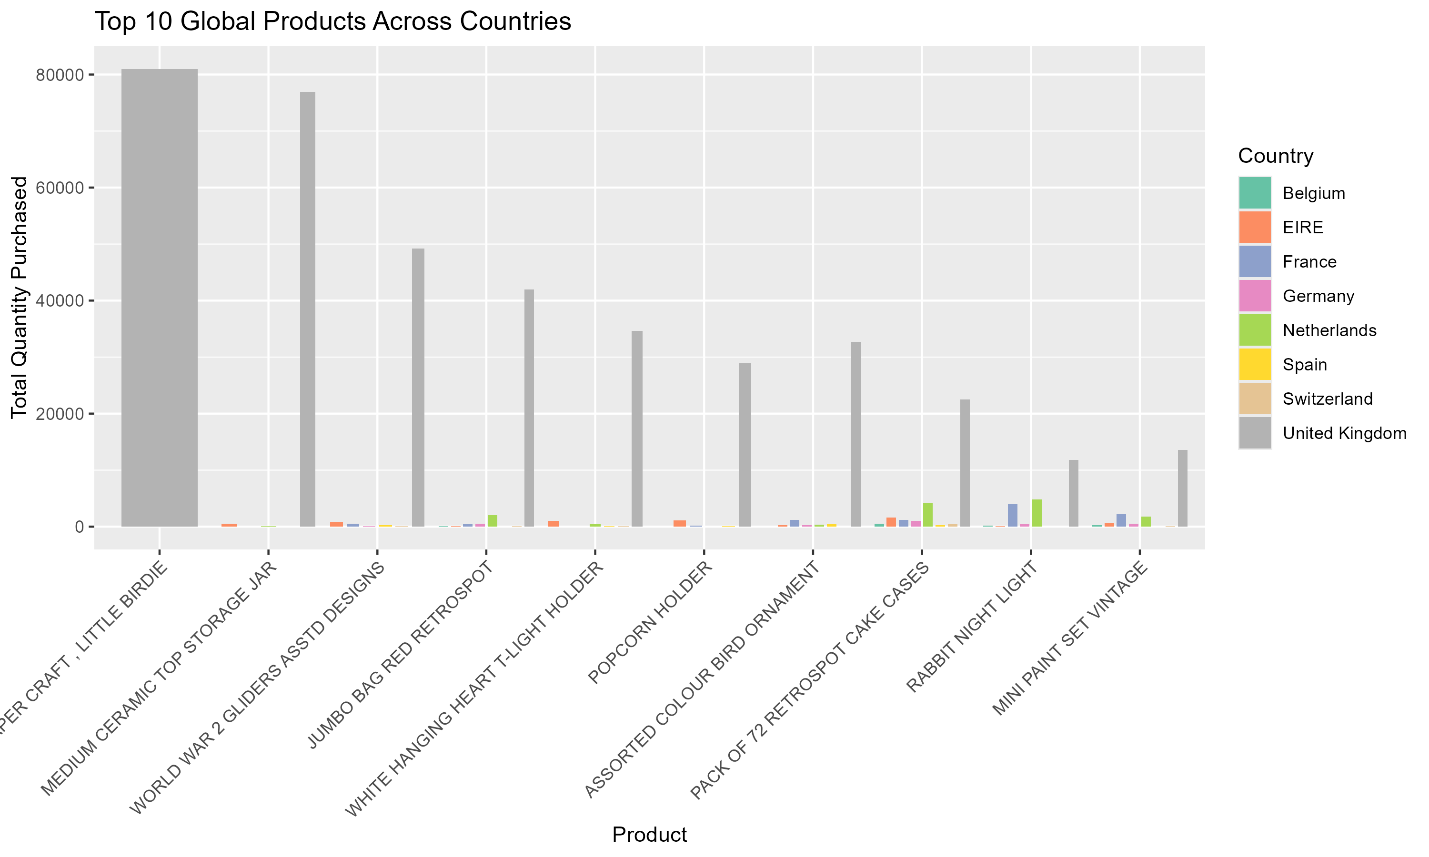 Top 10 Global Products Across Countries
Total Quantity Purchased
80000
60000
40000
20000
0
PER CRAFT , LITTLE BIRDIE
MEDIUM CERAMIC TOP STORAGE JAR
WORLD WAR 2 GLIDERS ASSTD DESIGNS
JUMBO BAG RED RETROSPOT
WHITE HANGING HEART T-LIGHT HOLDER
POPCORN HOLDER
ASSORTED COLOUR BIRD ORNAMENT
PACK OF 72 RETROSPOT CAKE CASES
RABBIT NIGHT LIGHT
MINI PAINT SET VINTAGE
Product
Country
Belgium
EIRE
France
Germany
Netherlands
Spain
Switzerland
United Kingdom